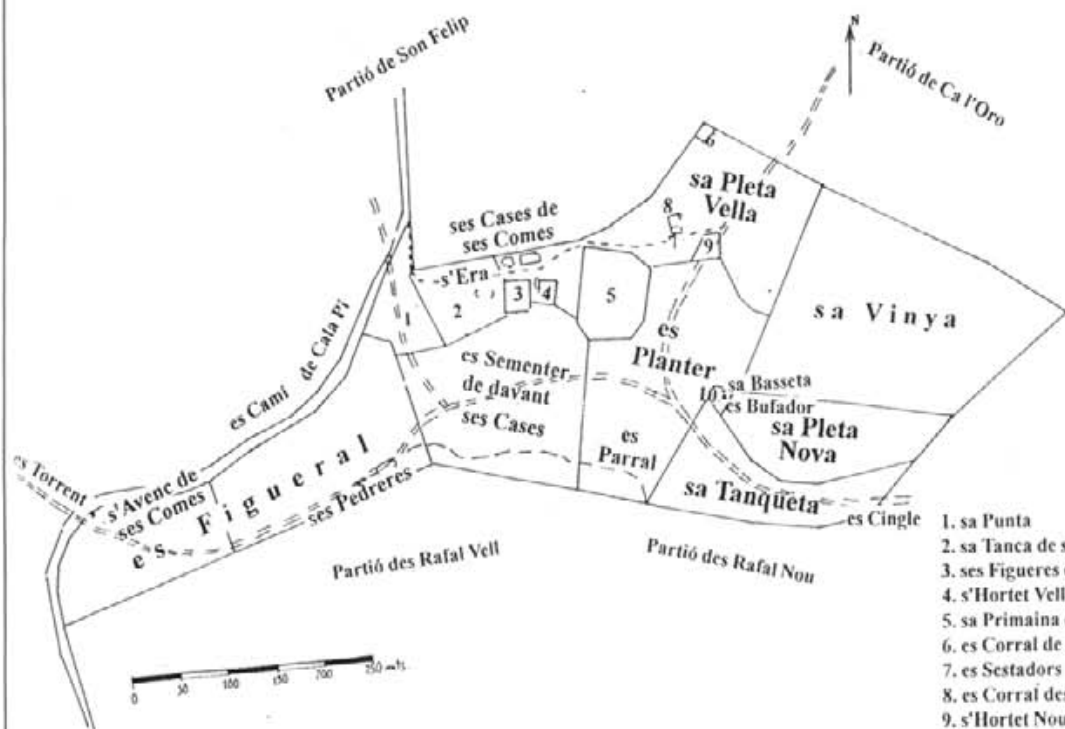 Partió de Son Felip
N
Partió de Ca l'Oro
6
sa Pleta
Vella
8
9
ses Cases de
ses Comes
-s'Era
1
2
3
4
5
sa Vinya
es Camí
de Cala Pí
es
Planter
es Sementer
de davant
ses Cases
10
sa Basseta
es Bufador
sa Pleta
Nova
es
Parral
sa Tanqueta
es Cingle
es Torrent
s'Avenc de
ses Comes
es Figueral
ses Pedreres
Partió des Rafal Vell
Partió des Rafal Nou
0 50 100 150 200 250 mts
1. sa Punta
2. sa Tanca de s
3. ses Figueres
4. s'Hortet Vell
5. sa Primaina
6. es Corral de
7. es Sestadors
8. es Corral des
9. s'Hortet Nou